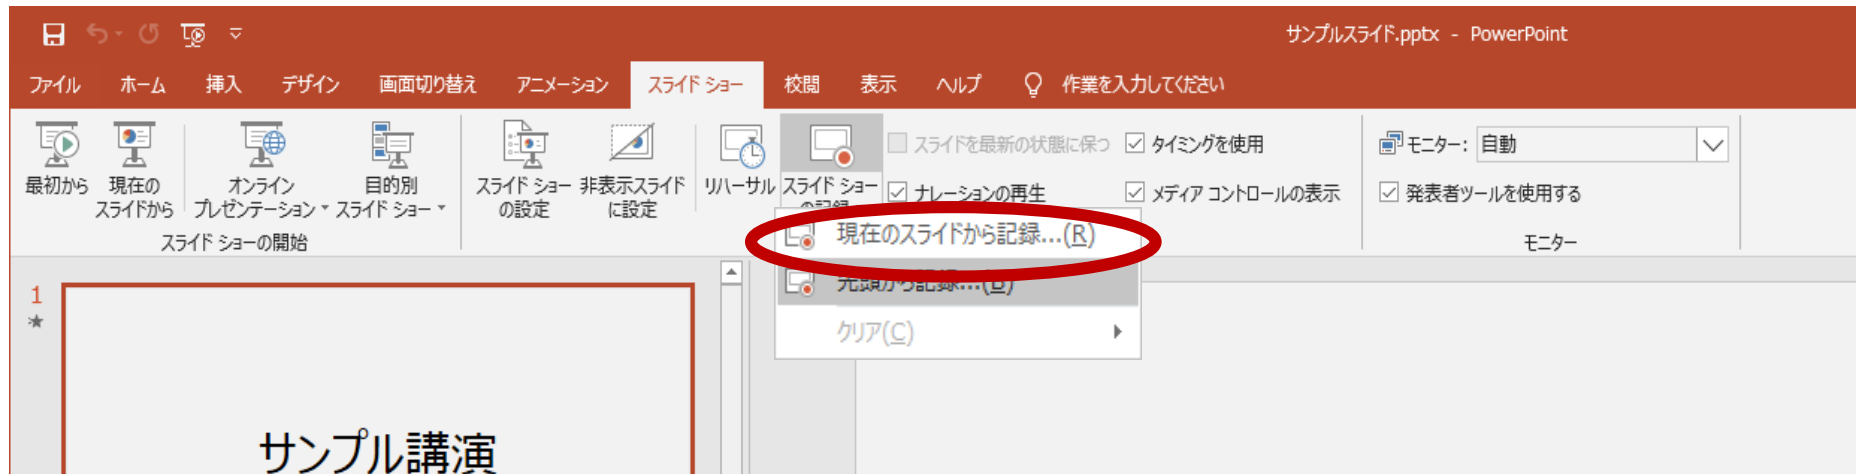 サンプルスライド.pptx - PowerPoint
ファイル ホーム 挿入 デザイン 画面切り替え アニメーション スライド ショー 校閲 表示 ヘルプ 作業を入力してください
最初から
現在の
スライドから
オンライン
プレゼンテーション
目的別
スライド ショー
スライド ショーの開始
スライド ショー
の設定
非表示スライド
に設定
リハーサル
スライド ショー
の記録
スライドを最新の状態に保つ
タイミングを使用
ナレーションの再生
メディア コントロールの表示
モニター: 自動
発表者ツールを使用する
モニター
現在のスライドから記録...(R)
先頭から記録...(B)
クリア(C)
1
サンプル講演